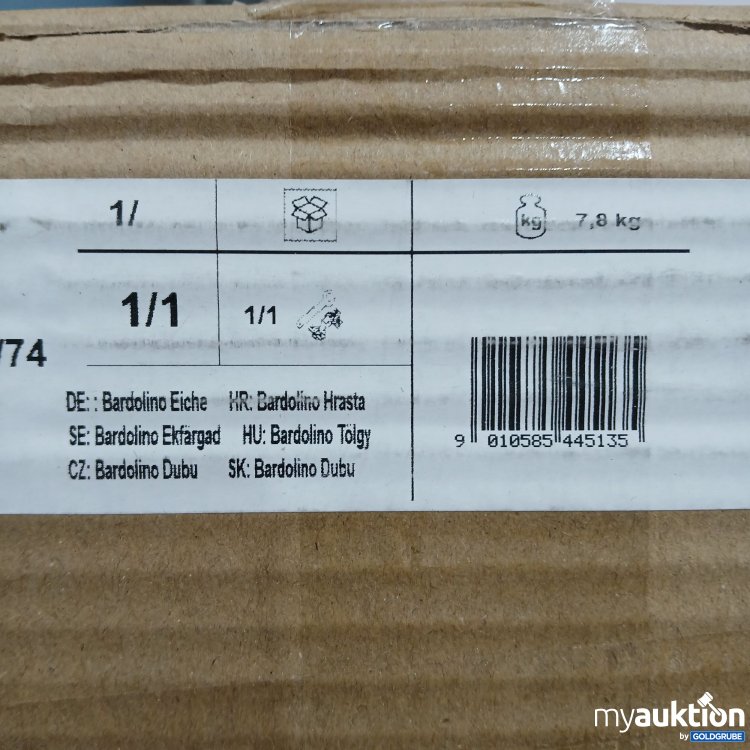 1/
kg 7,8 kg
1/1 1/1
/74
DE: : Bardolino Eiche HR: Bardolino Hrasta
SE: Bardolino Ekfärgad HU: Bardolino Tölgy
CZ: Bardolino Dubu SK: Bardolino Dubu
9 010585 445135
myauktion
by GOLDGRUBE